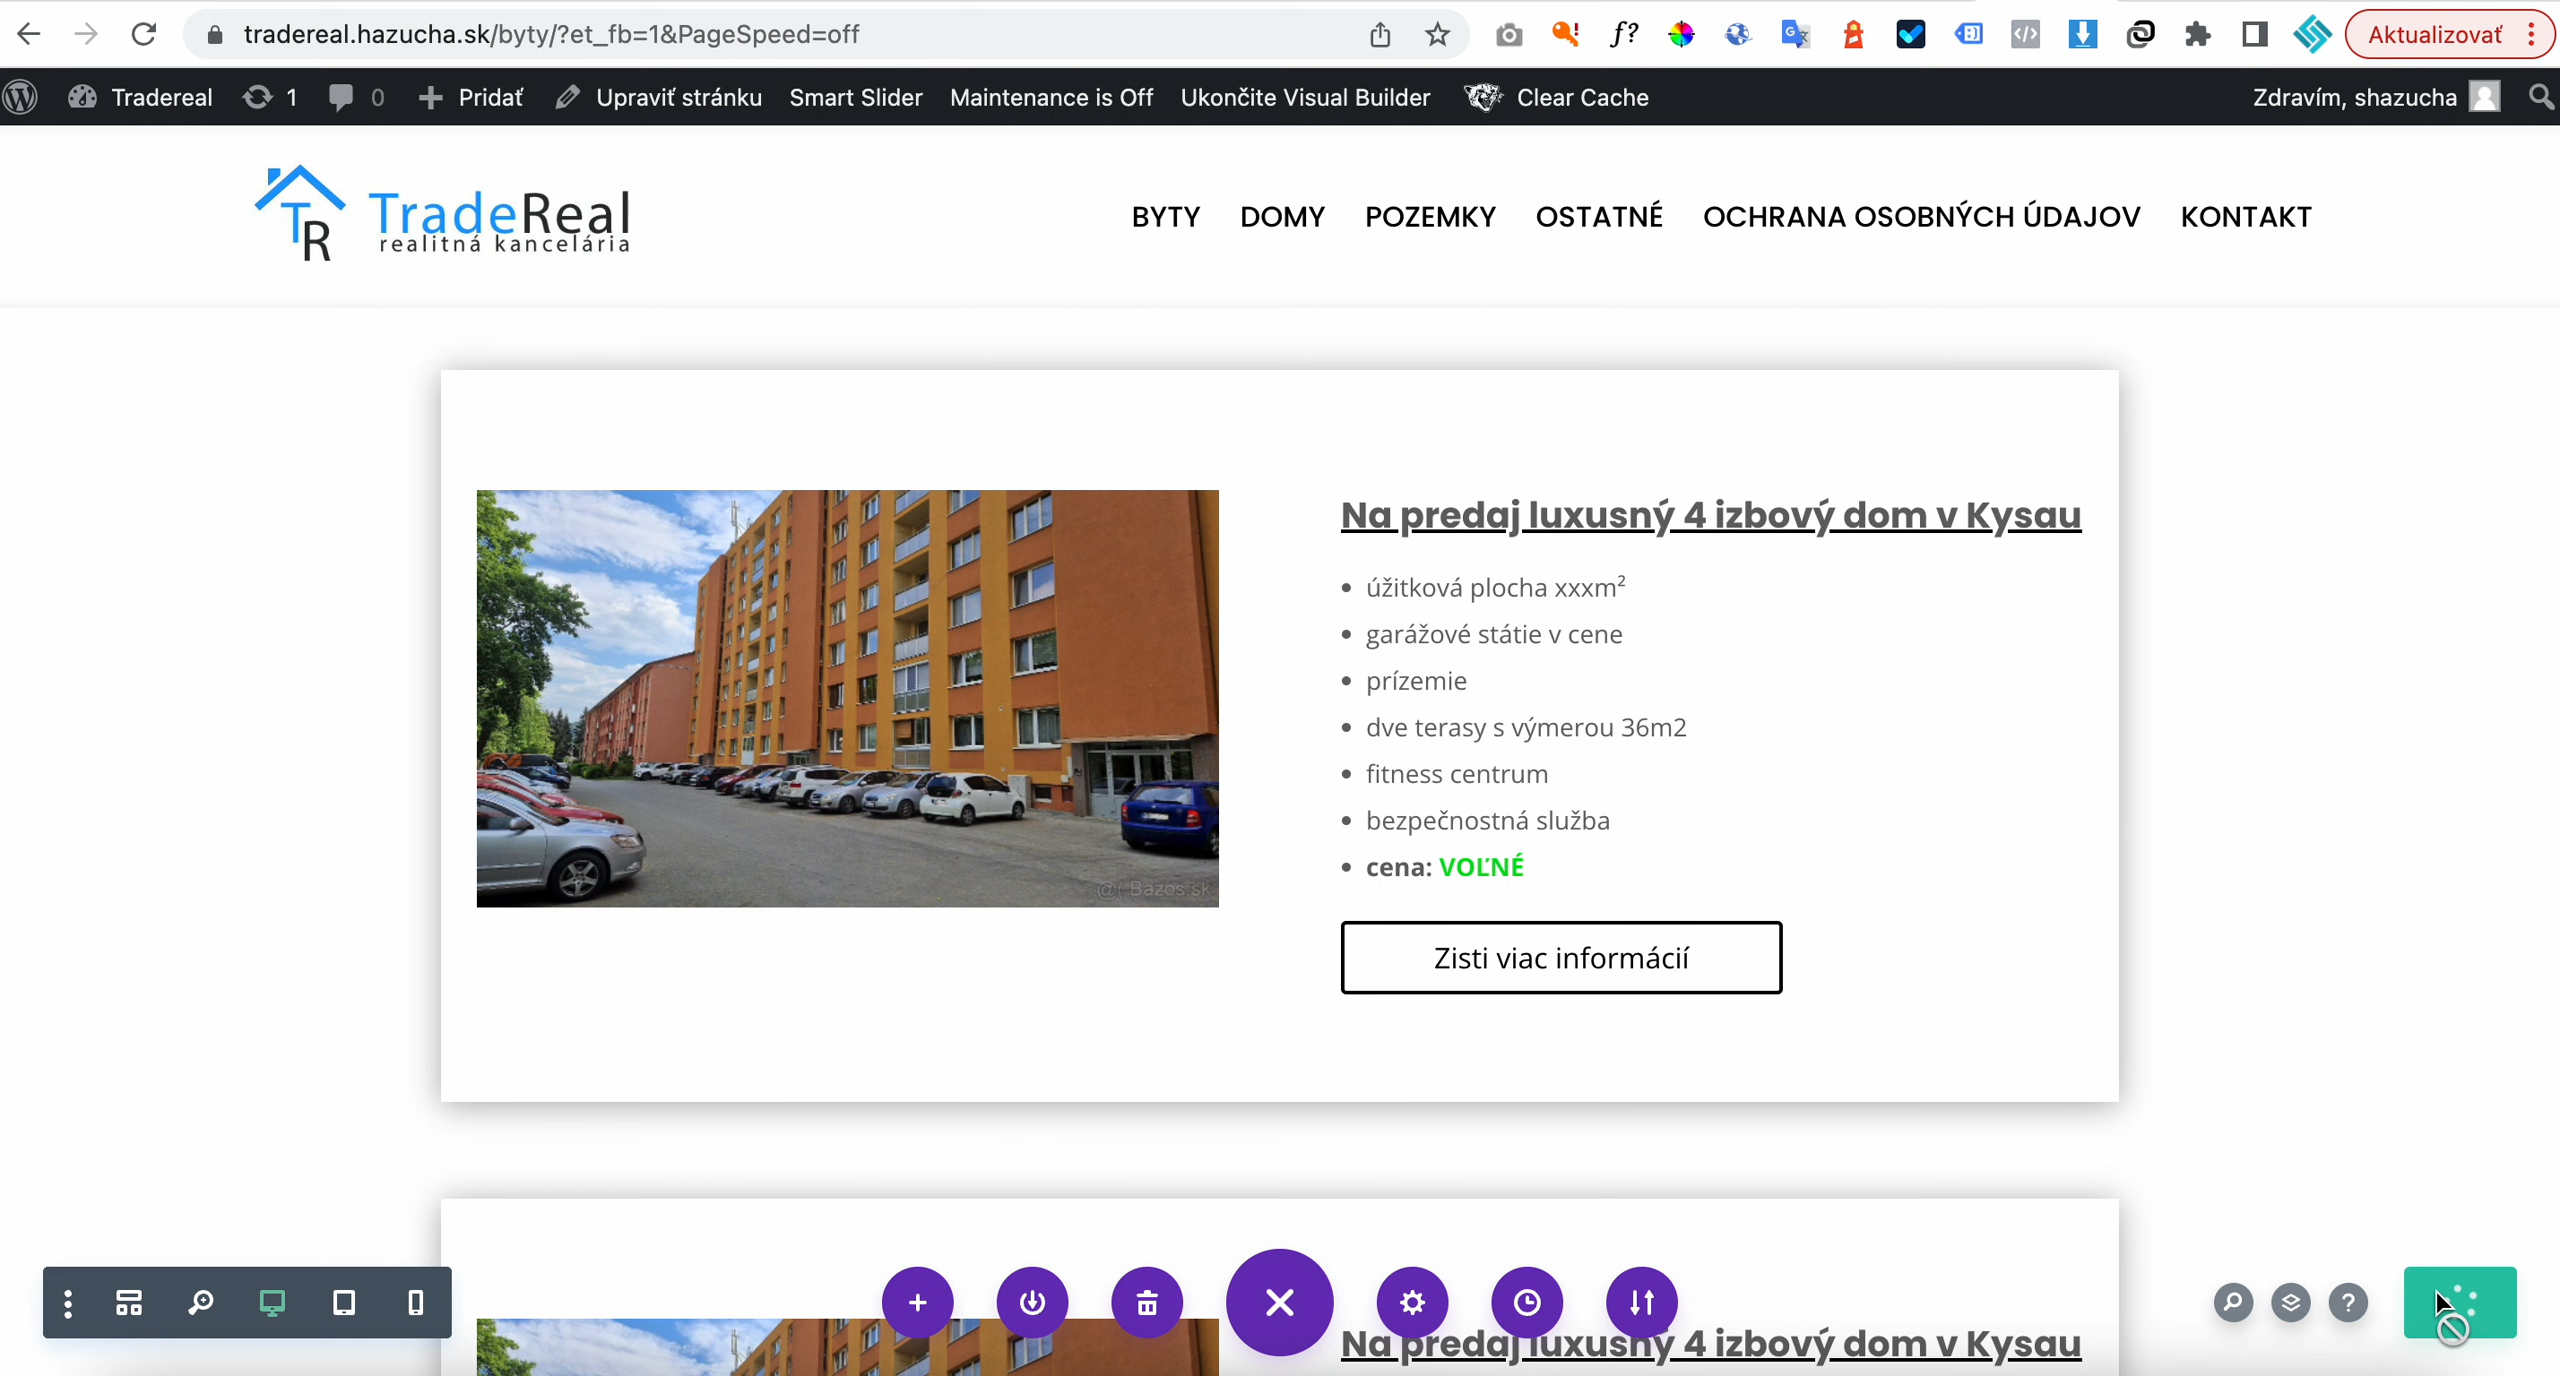 tradereal.hazucha.sk/byty/?et_fb=1&PageSpeed=off
Aktualizovať
Tradereal 1 0 Pridať Upraviť stránku Smart Slider Maintenance is Off Ukončite Visual Builder Clear Cache Zdravím, shazucha
TR TradeReal
realitná kancelária
BYTY DOMY POZEMKY OSTATNÉ OCHRANA OSOBNÝCH ÚDAJOV KONTAKT
Na predaj luxusný 4 izbový dom v Kysau
• úžitková plocha xxxm²
• garážové státie v cene
• prízemie
• dve terasy s výmerou 36m2
• fitness centrum
• bezpečnostná služba
• cena: VOĽNÉ
@( Bazos.sk
Zisti viac informácií
Na predaj luxusný 4 izbový dom v Kysau